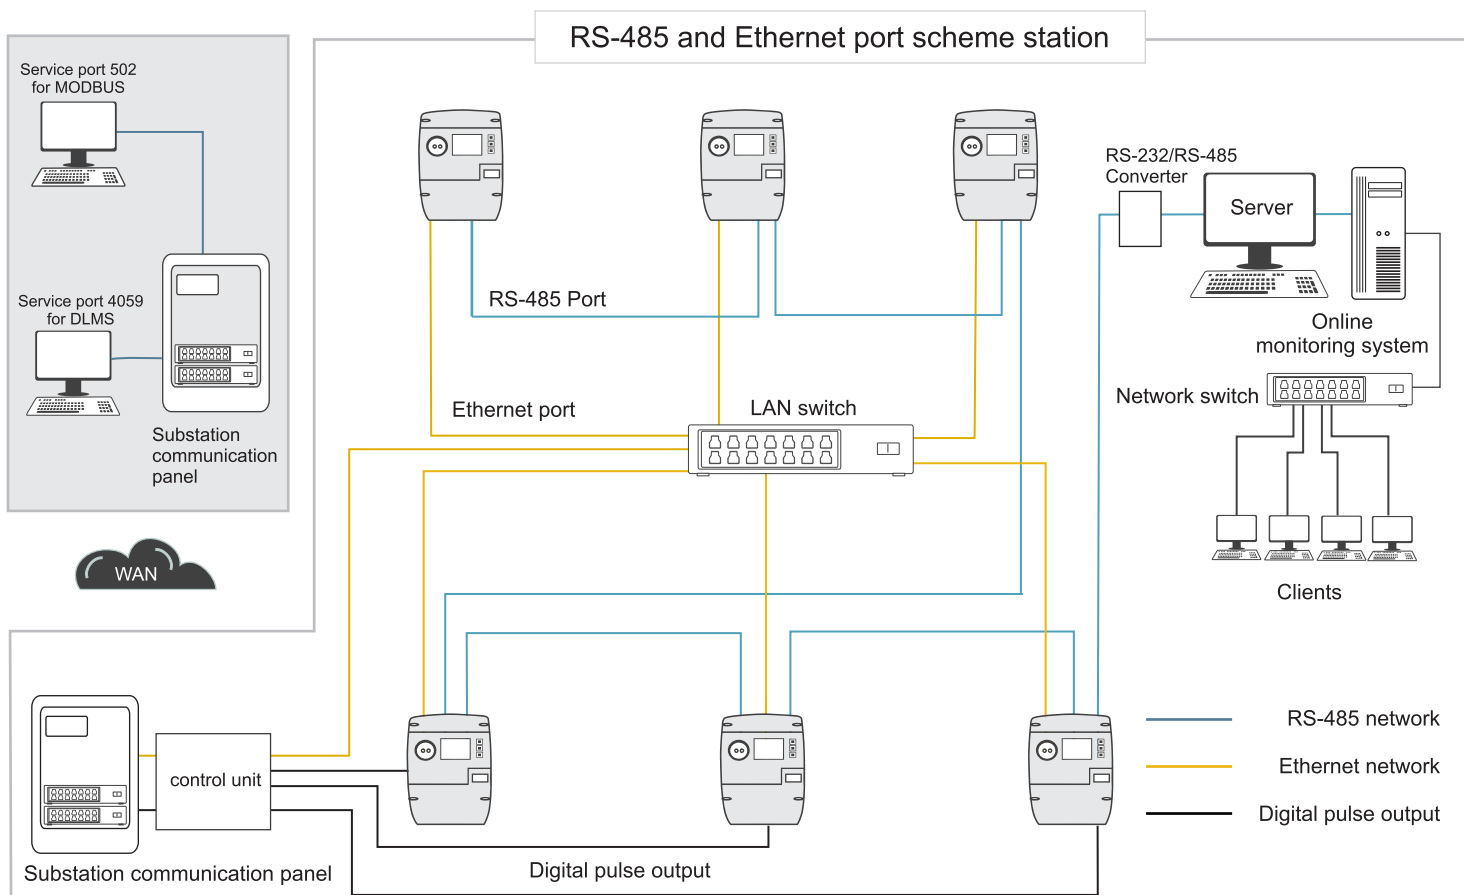 RS-485 and Ethernet port scheme station
Service port 502
for MODBUS
Service port 4059
for DLMS
Substation
communication
panel
WAN
RS-485 Port
Ethernet port
LAN switch
RS-232/RS-485
Converter
Server
Online
monitoring system
Network switch
Clients
control unit
Substation communication panel
Digital pulse output
RS-485 network
Ethernet network
Digital pulse output